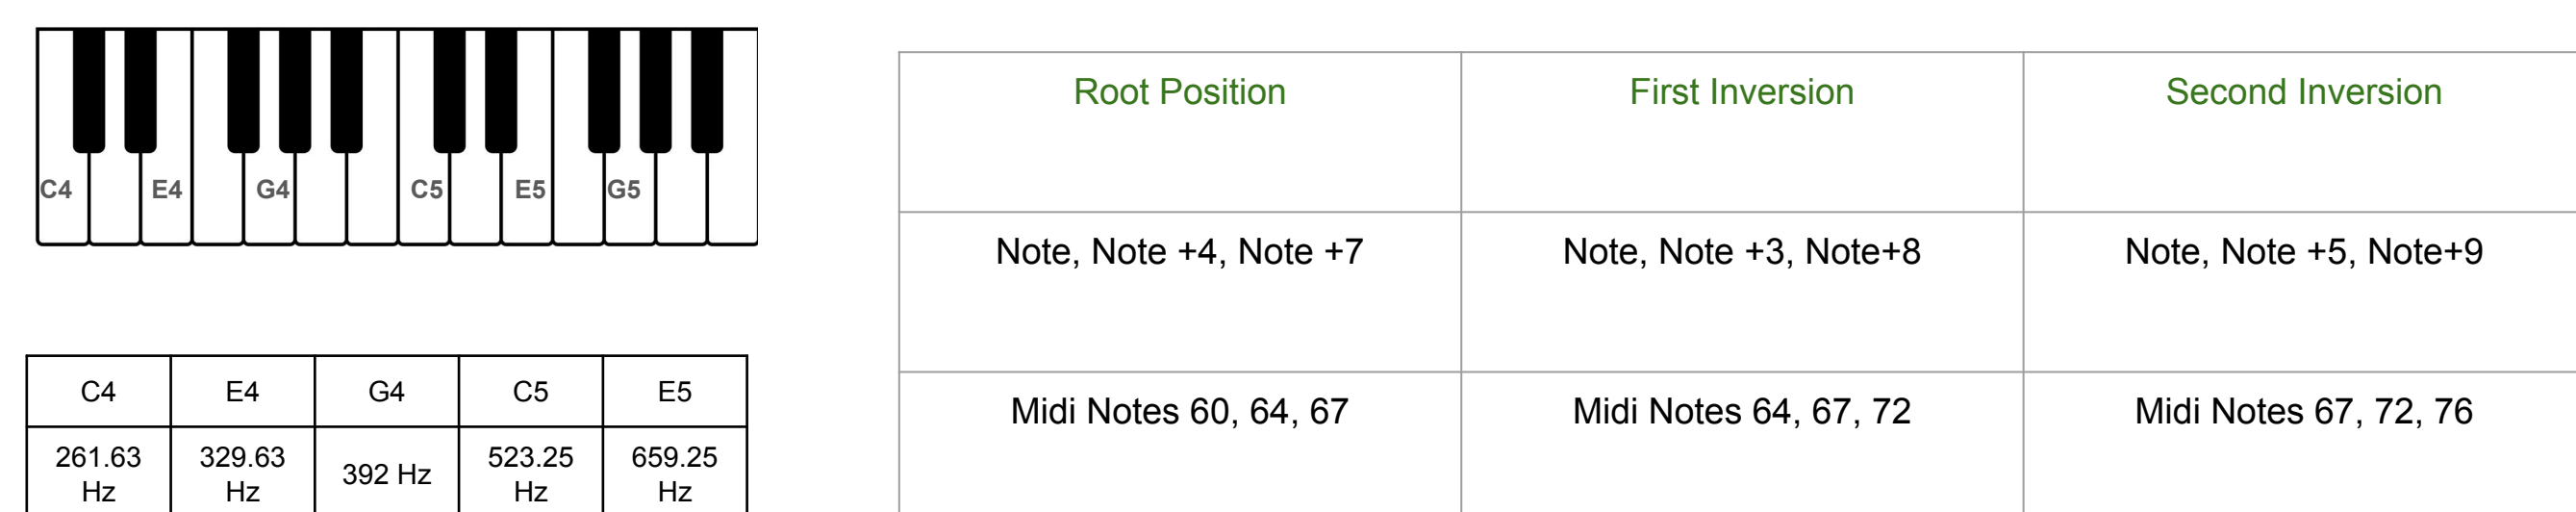 C4 E4 G4 C5 E5 G5
C4 E4 G4 C5 E5
261.63 Hz 329.63 Hz 392 Hz 523.25 Hz 659.25 Hz
Root Position First Inversion Second Inversion
Note, Note +4, Note +7 Note, Note +3, Note+8 Note, Note +5, Note+9
Midi Notes 60, 64, 67 Midi Notes 64, 67, 72 Midi Notes 67, 72, 76